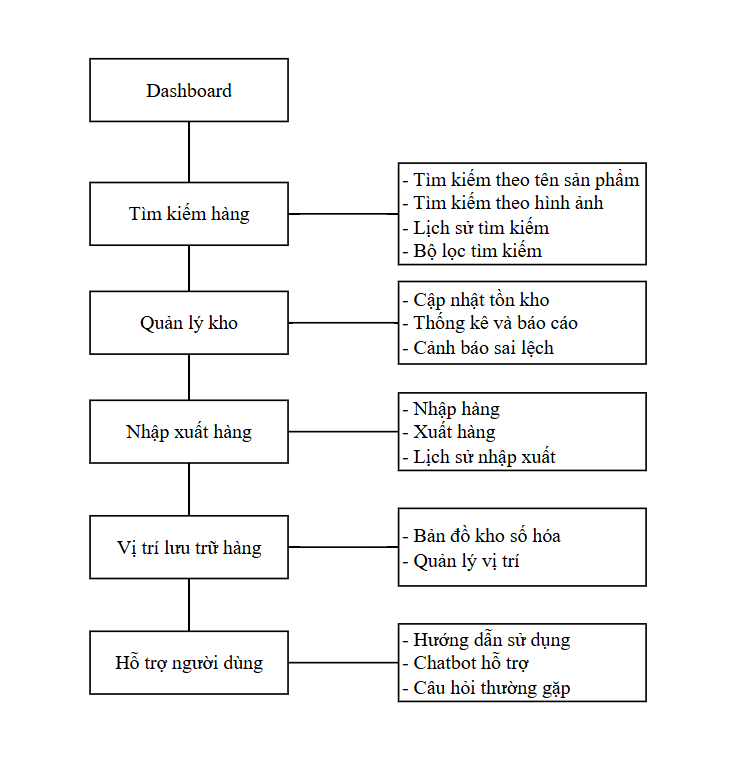 Dashboard
Tìm kiếm hàng
- Tìm kiếm theo tên sản phẩm
- Tìm kiếm theo hình ảnh
- Lịch sử tìm kiếm
- Bộ lọc tìm kiếm
Quản lý kho
- Cập nhật tồn kho
- Thống kê và báo cáo
- Cảnh báo sai lệch
Nhập xuất hàng
- Nhập hàng
- Xuất hàng
- Lịch sử nhập xuất
Vị trí lưu trữ hàng
- Bản đồ kho số hóa
- Quản lý vị trí
Hỗ trợ người dùng
- Hướng dẫn sử dụng
- Chatbot hỗ trợ
- Câu hỏi thường gặp